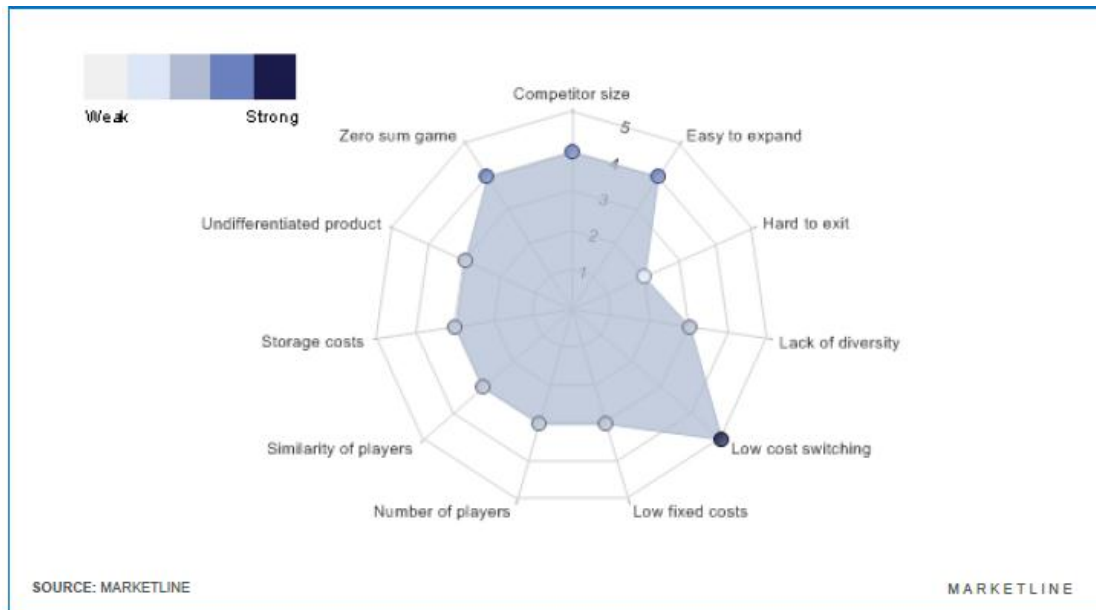 Weak
Strong
Competitor size
Zero sum game
5
Easy to expand
4
Undifferentiated product
3
Hard to exit
2
1
Storage costs
Lack of diversity
Similarity of players
Low cost switching
Number of players
Low fixed costs
SOURCE: MARKETLINE
MARKETLINE